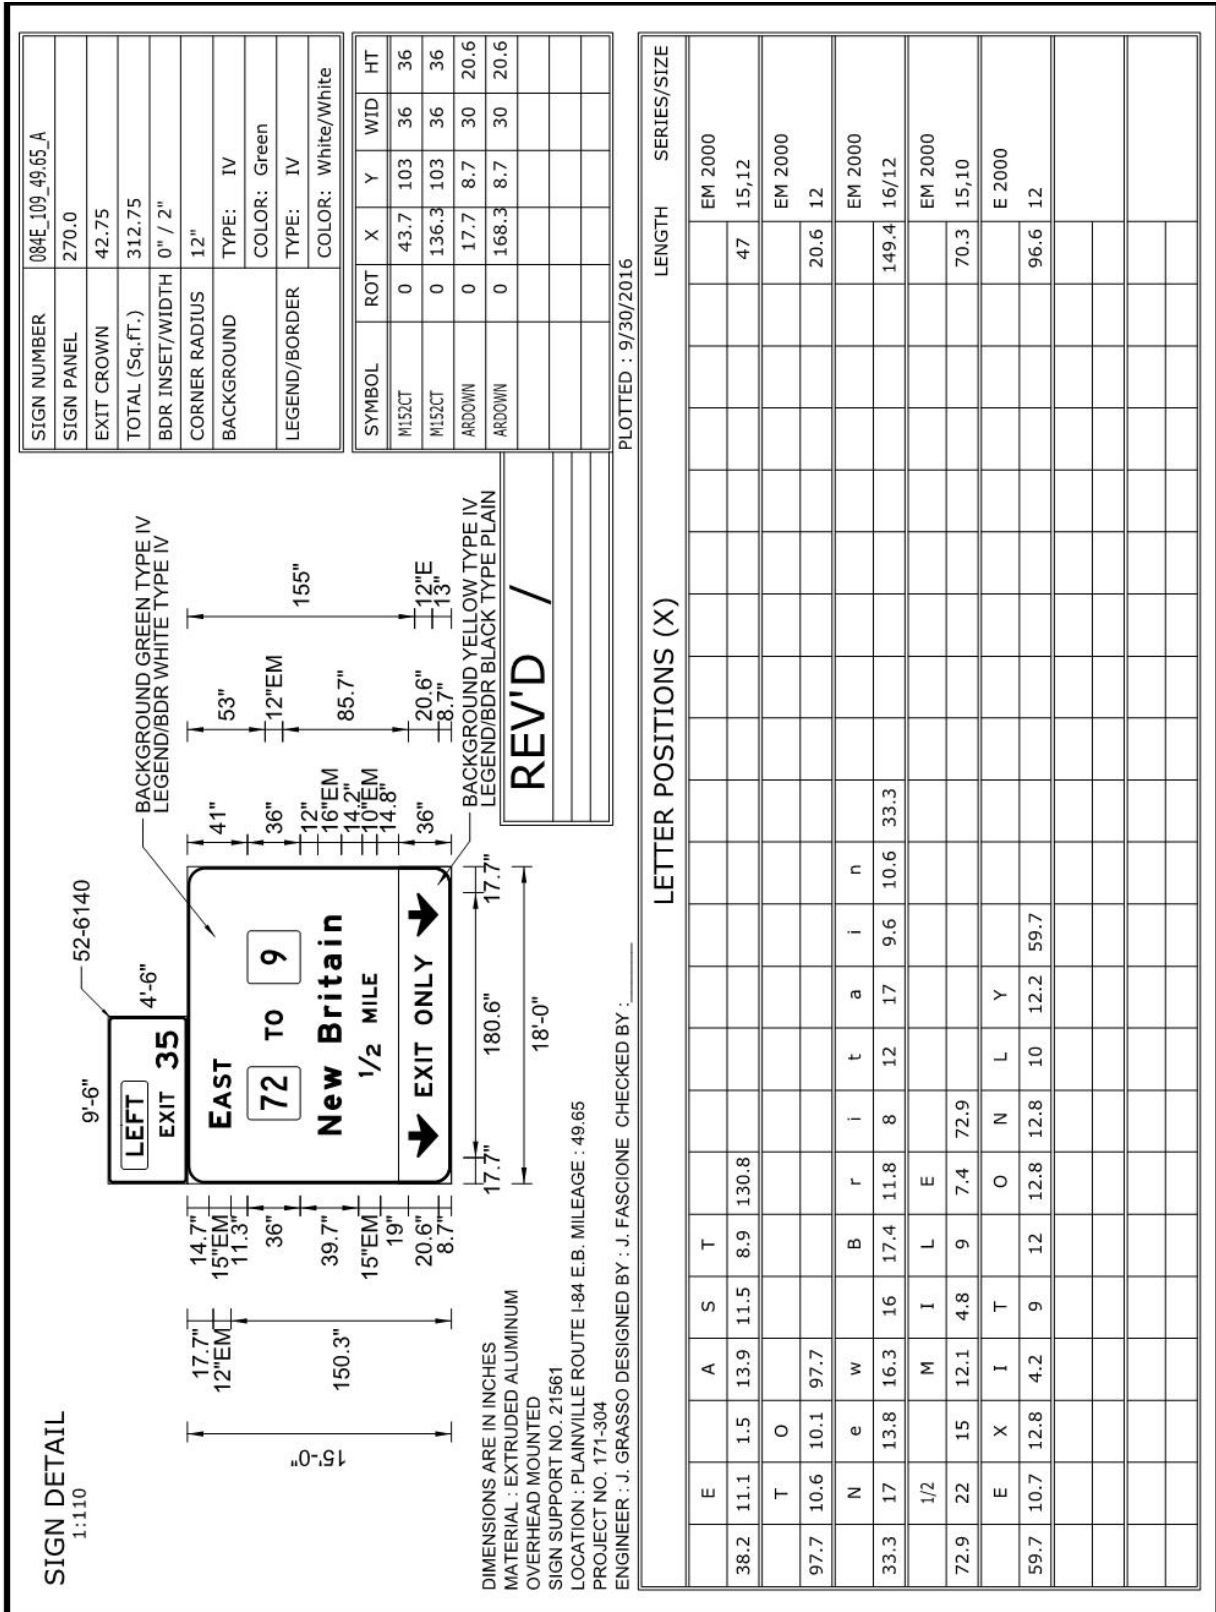 SIGN DETAIL
1:110
9'-6"
52-6140
4'-6"
LEFT
EXIT 35
BACKGROUND GREEN TYPE IV
LEGEND/BDR WHITE TYPE IV
15'-0"
17.7"
12"EM
150.3"
14.7"
15"EM
11.3"
36"
39.7"
15"EM
19"
20.6"
8.7"
EAST
72 TO 9
New Britain
1/2 MILE
EXIT ONLY
41"
36"
12"
16"EM
14.2"
10"EM
14.8"
36"
53"
12"EM
85.7"
20.6"
8.7"
155"
12"E
13"
17.7"
180.6"
17.7"
18'-0"
BACKGROUND YELLOW TYPE IV
LEGEND/BDR BLACK TYPE PLAIN
REV'D /
DIMENSIONS ARE IN INCHES
MATERIAL : EXTRUDED ALUMINUM
OVERHEAD MOUNTED
SIGN SUPPORT NO. 21561
LOCATION : PLAINVILLE ROUTE I-84 E.B. MILEAGE : 49.65
PROJECT NO. 171-304
ENGINEER : J. GRASSO DESIGNED BY : J. FASCIONE CHECKED BY :______
SIGN NUMBER 084E_109_49.65_A
SIGN PANEL 270.0
EXIT CROWN 42.75
TOTAL (Sq.fT.) 312.75
BDR INSET/WIDTH 0" / 2"
CORNER RADIUS 12"
BACKGROUND TYPE: IV
COLOR: Green
LEGEND/BORDER TYPE: IV
COLOR: White/White
SYMBOL ROT X Y WID HT
M152CT 0 43.7 103 36 36
M152CT 0 136.3 103 36 36
ARDOWN 0 17.7 8.7 30 20.6
ARDOWN 0 168.3 8.7 30 20.6
PLOTTED : 9/30/2016
LETTER POSITIONS (X) LENGTH SERIES/SIZE
E A S T EM 2000
38.2 11.1 1.5 13.9 11.5 8.9 130.8 47 15,12
T O EM 2000
97.7 10.6 10.1 97.7 20.6 12
N e w B r i t a i n EM 2000
33.3 17 13.8 16.3 16 17.4 11.8 8 12 17 9.6 10.6 33.3 149.4 16/12
1/2 M I L E EM 2000
72.9 22 15 12.1 4.8 9 7.4 72.9 70.3 15,10
E X I T O N L Y E 2000
59.7 10.7 12.8 4.2 9 12 12.8 12.8 10 12.2 59.7 96.6 12